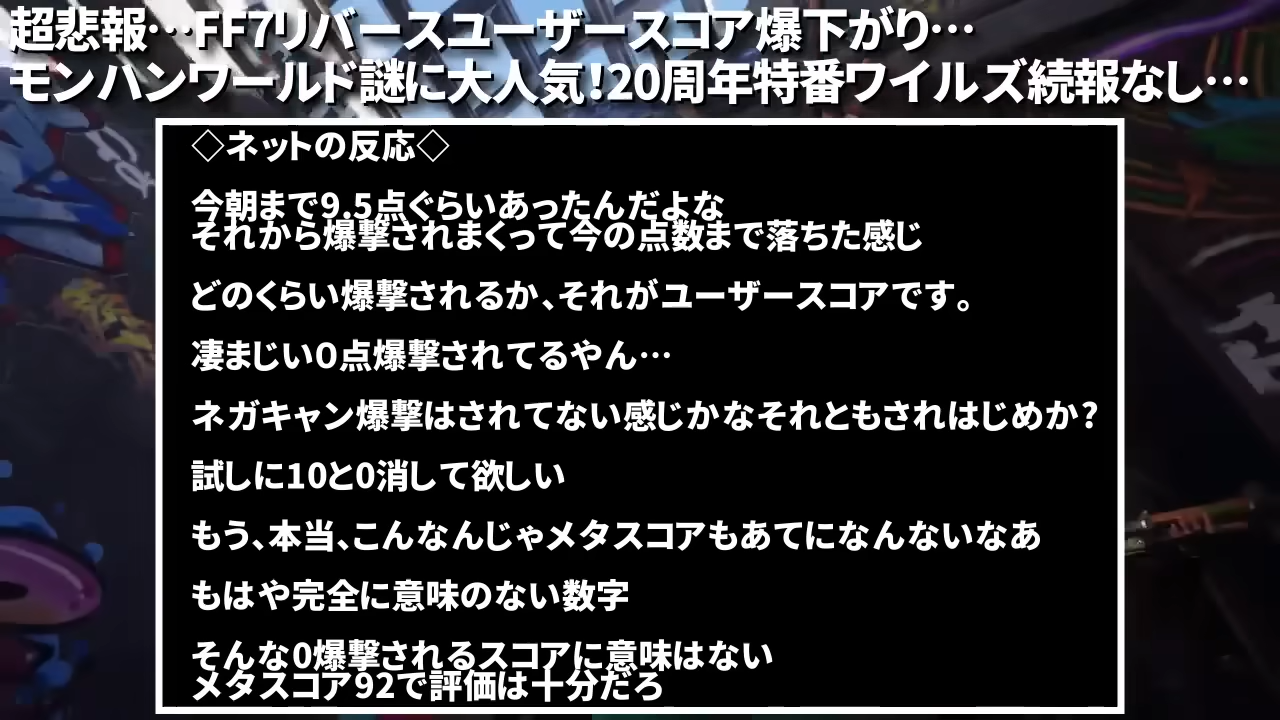 超悲報…FF7リバースユーザースコア爆下がり…
モンハンワールド謎に大人気!20周年特番ワイルズ続報なし…
◇ネットの反応◇
今朝まで9.5点ぐらいあったんだよな
それから爆撃されまくって今の点数まで落ちた感じ
どのくらい爆撃されるか、それがユーザースコアです。
凄まじい０点爆撃されてるやん…
ネガキャン爆撃はされてない感じかなそれともされはじめか?
試しに10と0消して欲しい
もう、本当、こんなんじゃメタスコアもあてになんないなあ
もはや完全に意味のない数字
そんな0爆撃されるスコアに意味はない
メタスコア92で評価は十分だろ